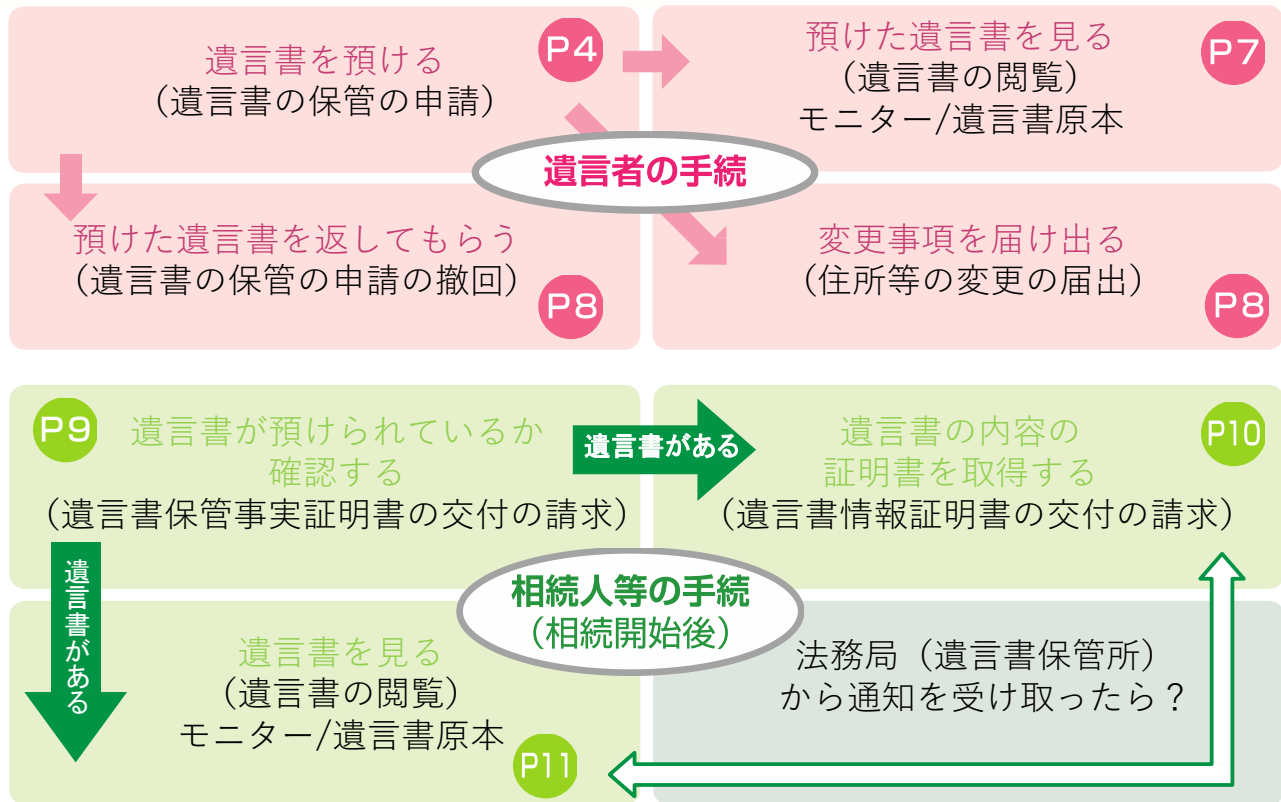 遺言書を預ける
（遺言書の保管の申請）
P4
預けた遺言書を見る
（遺言書の閲覧）
モニター/遺言書原本
P7
遺言者の手続
預けた遺言書を返してもらう
（遺言書の保管の申請の撤回）
P8
変更事項を届け出る
（住所等の変更の届出）
P8
P9
遺言書が預けられているか
確認する
（遺言書保管事実証明書の交付の請求）
遺言書がある
遺言書の内容の
証明書を取得する
（遺言書情報証明書の交付の請求）
P10
遺言書がある
相続人等の手続
（相続開始後）
遺言書を見る
（遺言書の閲覧）
モニター/遺言書原本
P11
法務局（遺言書保管所）
から通知を受け取ったら？